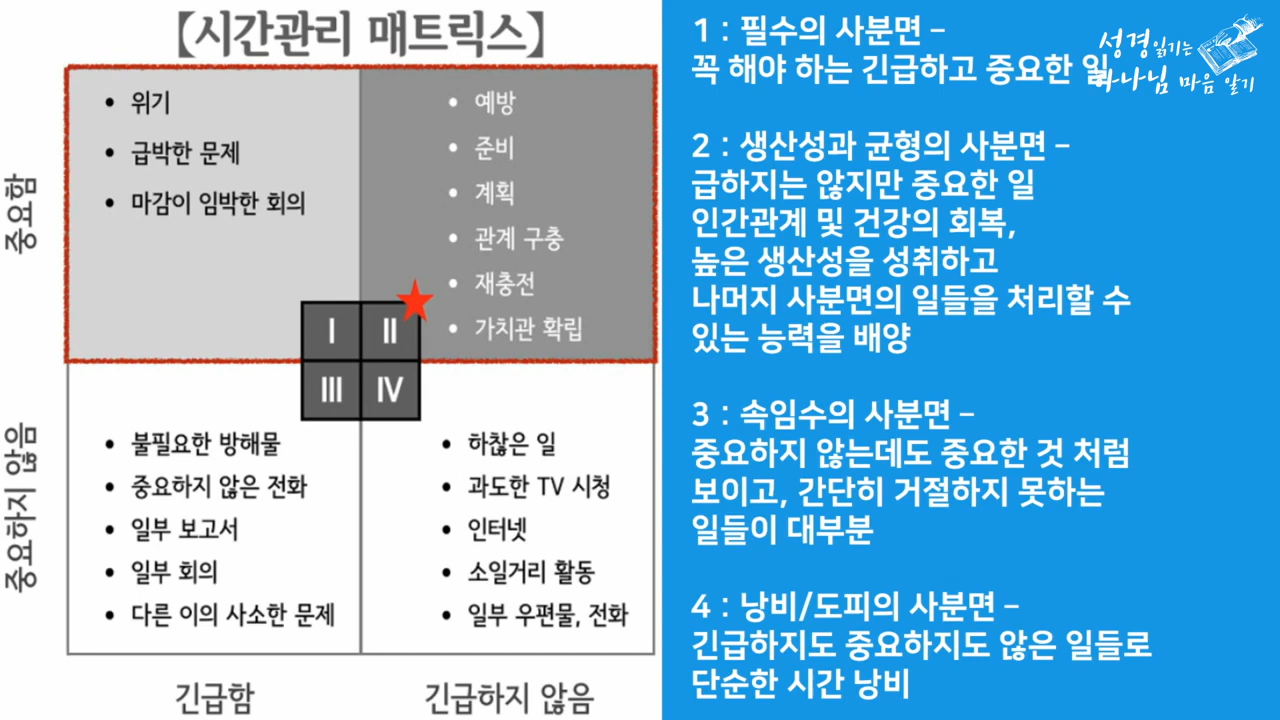 【시간관리 매트릭스】
중요함
• 위기
• 급박한 문제
• 마감이 임박한 회의
• 예방
• 준비
• 계획
• 관계 구충
• 재충전
• 가치관 확립
I
II
III
IV
중요하지 않음
• 불필요한 방해물
• 중요하지 않은 전화
• 일부 보고서
• 일부 회의
• 다른 이의 사소한 문제
• 하찮은 일
• 과도한 TV 시청
• 인터넷
• 소일거리 활동
• 일부 우편물, 전화
긴급함
긴급하지 않음
1 : 필수의 사분면 –
꼭 해야 하는 긴급하고 중요한 일
2 : 생산성과 균형의 사분면 –
급하지는 않지만 중요한 일
인간관계 및 건강의 회복,
높은 생산성을 성취하고
나머지 사분면의 일들을 처리할 수
있는 능력을 배양
3 : 속임수의 사분면 –
중요하지 않는데도 중요한 것 처럼
보이고, 간단히 거절하지 못하는
일들이 대부분
4 : 낭비/도피의 사분면 –
긴급하지도 중요하지도 않은 일들로
단순한 시간 낭비
성경읽기는
하나님 마음 알기